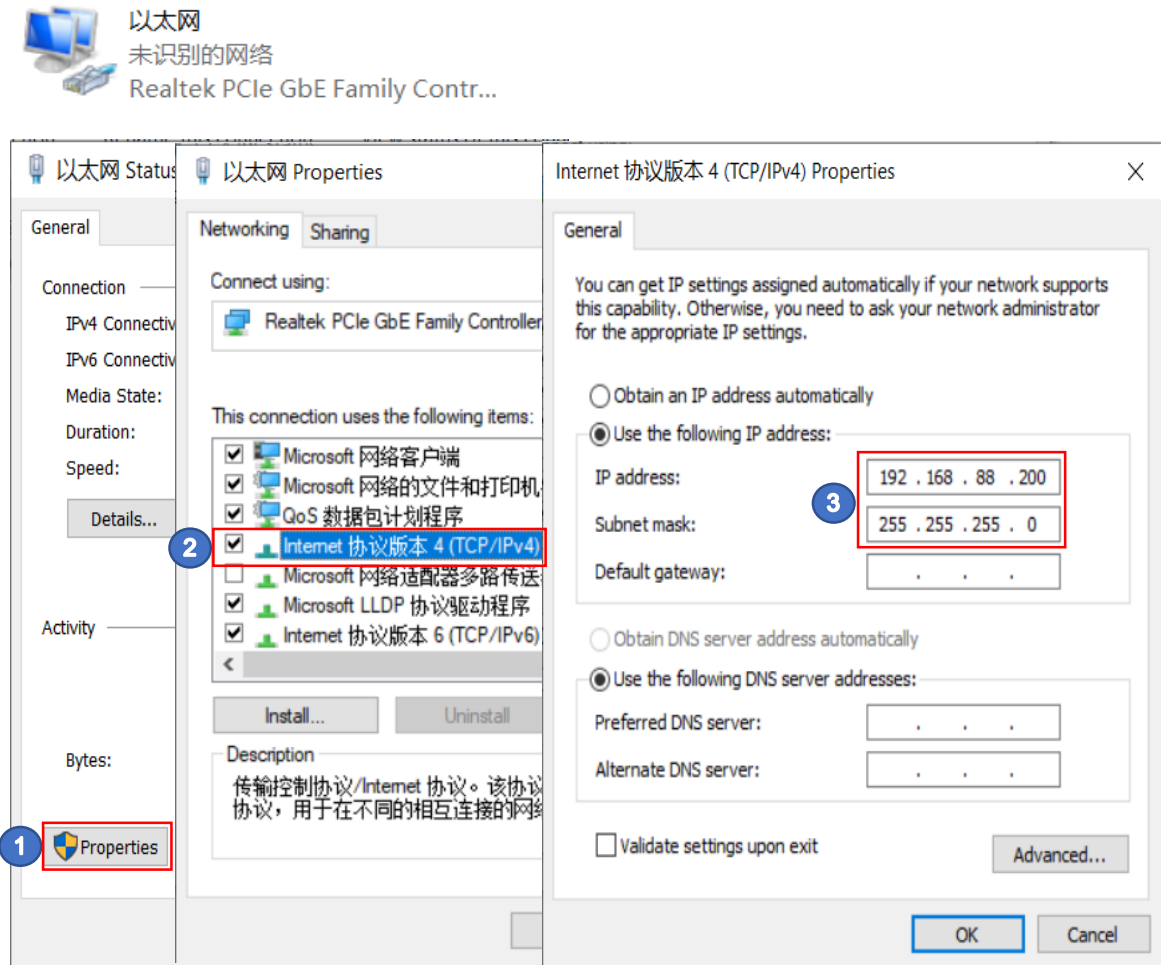 以太网
未识别的网络
Realtek PCIe GbE Family Contr...
以太网 Status
General
Connection
IPv4 Connectiv
IPv6 Connectiv
Media State:
Duration:
Speed:
Details...
Activity
Bytes:
1
Properties
以太网 Properties
Networking
Sharing
Connect using:
Realtek PCIe GbE Family Controller
This connection uses the following items:
Microsoft 网络客户端
Microsoft 网络的文件和打印机
QoS 数据包计划程序
2
Internet 协议版本 4 (TCP/IPv4)
Microsoft 网络适配器多路传送
Microsoft LLDP 协议驱动程序
Internet 协议版本 6 (TCP/IPv6)
Install...
Uninstall
Description
传输控制协议/Internet 协议。该协议
协议，用于在不同的相互连接的网络
Internet 协议版本 4 (TCP/IPv4) Properties
General
You can get IP settings assigned automatically if your network supports
this capability. Otherwise, you need to ask your network administrator
for the appropriate IP settings.
Obtain an IP address automatically
Use the following IP address:
IP address:
192 . 168 . 88 . 200
3
Subnet mask:
255 . 255 . 255 . 0
Default gateway:
. . .
Obtain DNS server address automatically
Use the following DNS server addresses:
Preferred DNS server:
. . .
Alternate DNS server:
. . .
Validate settings upon exit
Advanced...
OK
Cancel